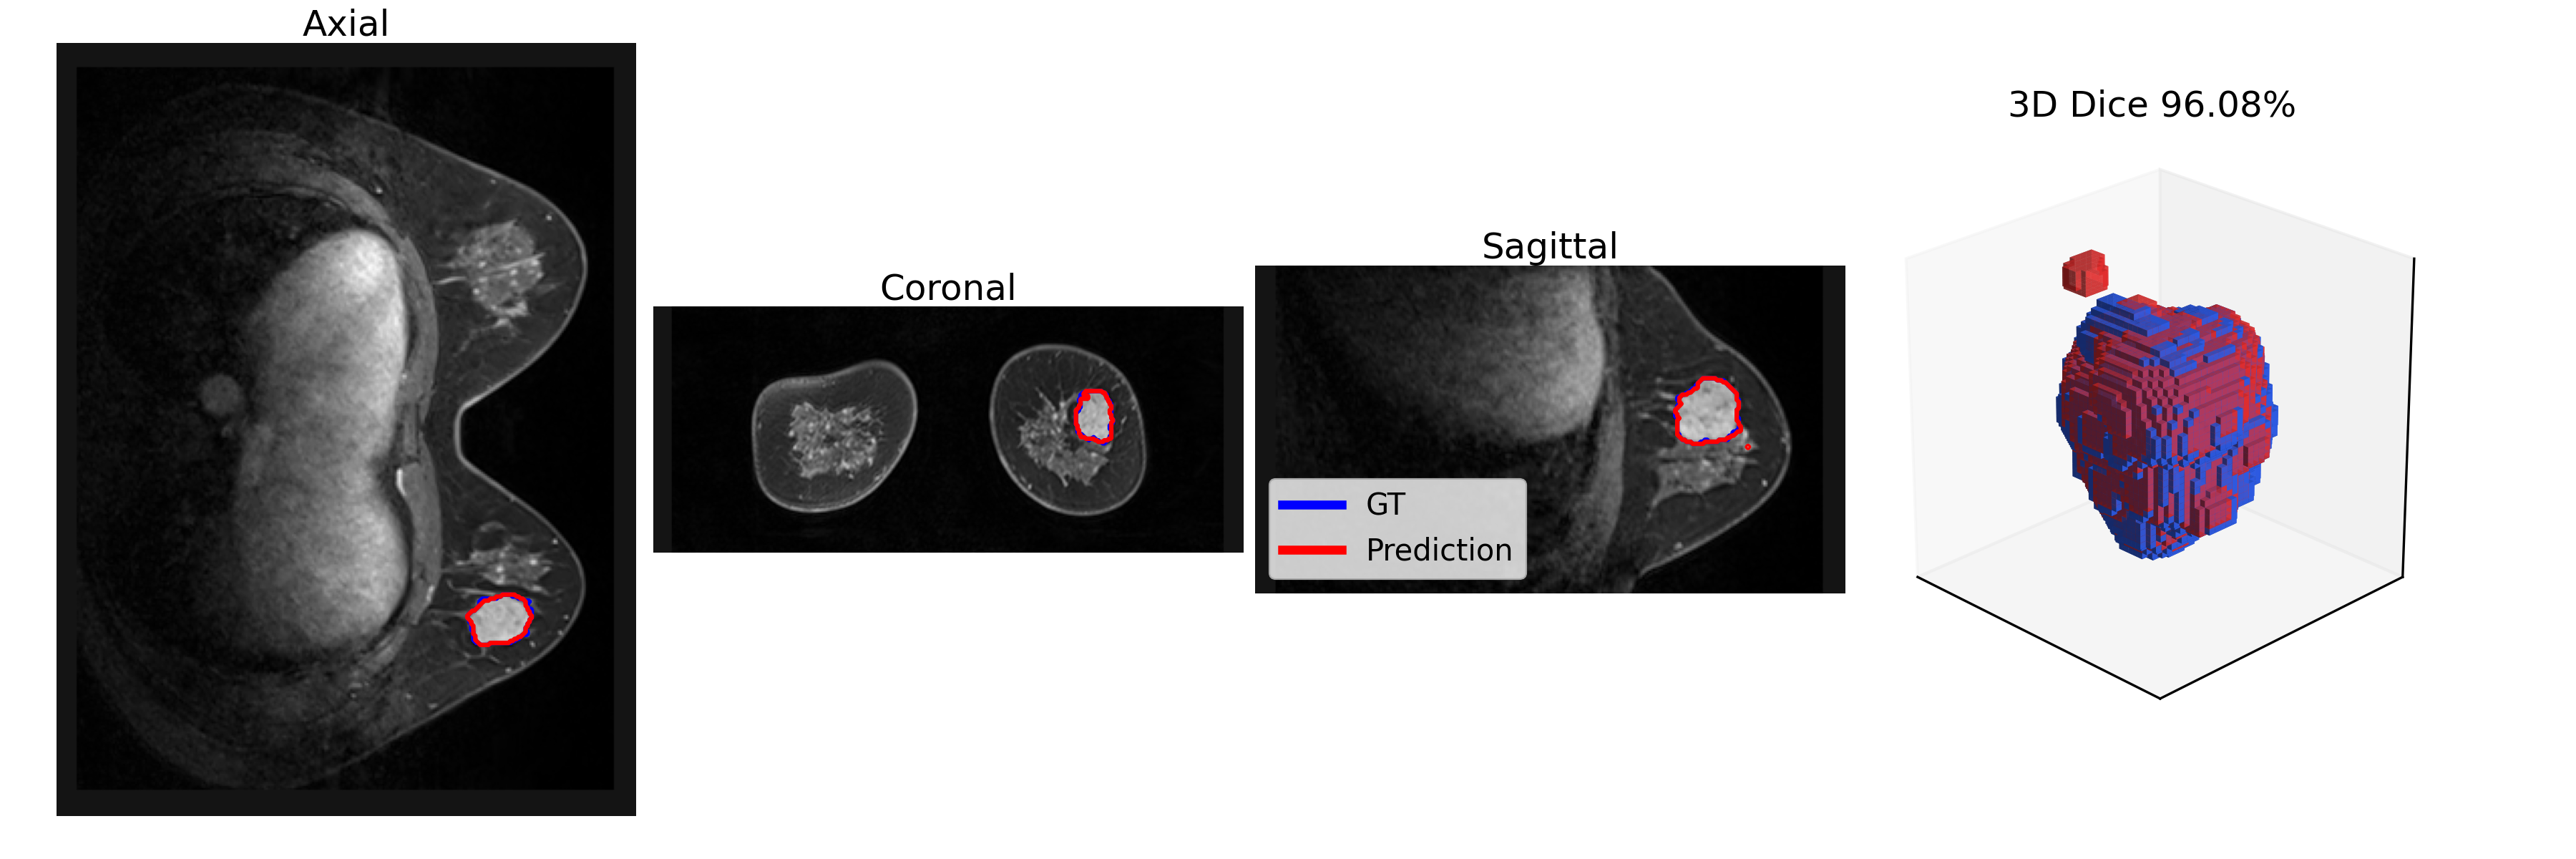 Axial
Coronal
Sagittal
GT
Prediction
3D Dice 96.08%